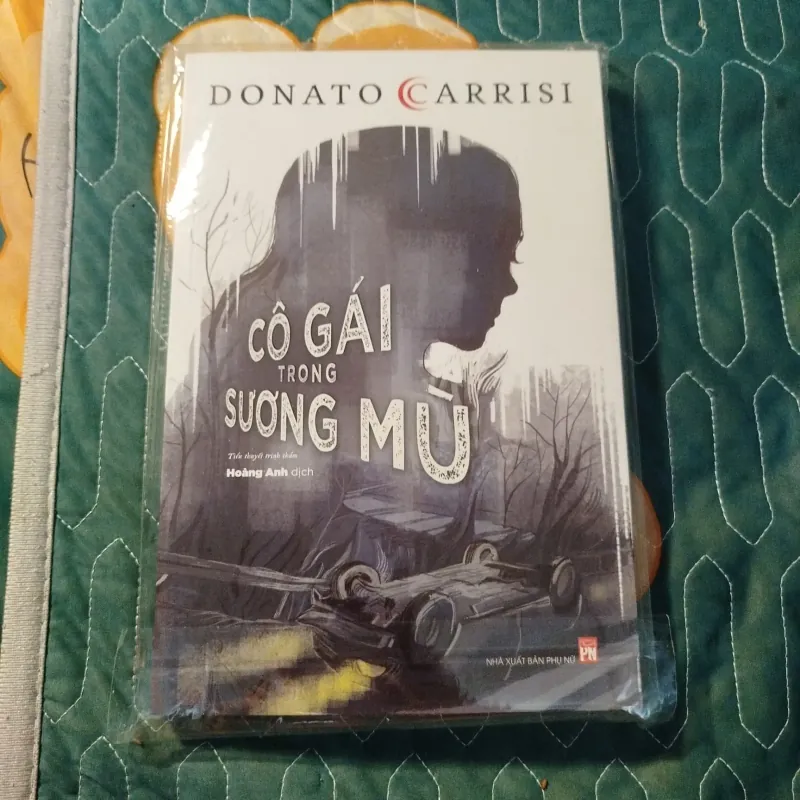 DONATO CARRISI
CÔ GÁI
TRONG
SƯƠNG MÙ
Tiểu thuyết trinh thám
Hoàng Anh dịch
NHÀ XUẤT BẢN PHỤ NỮ
PN